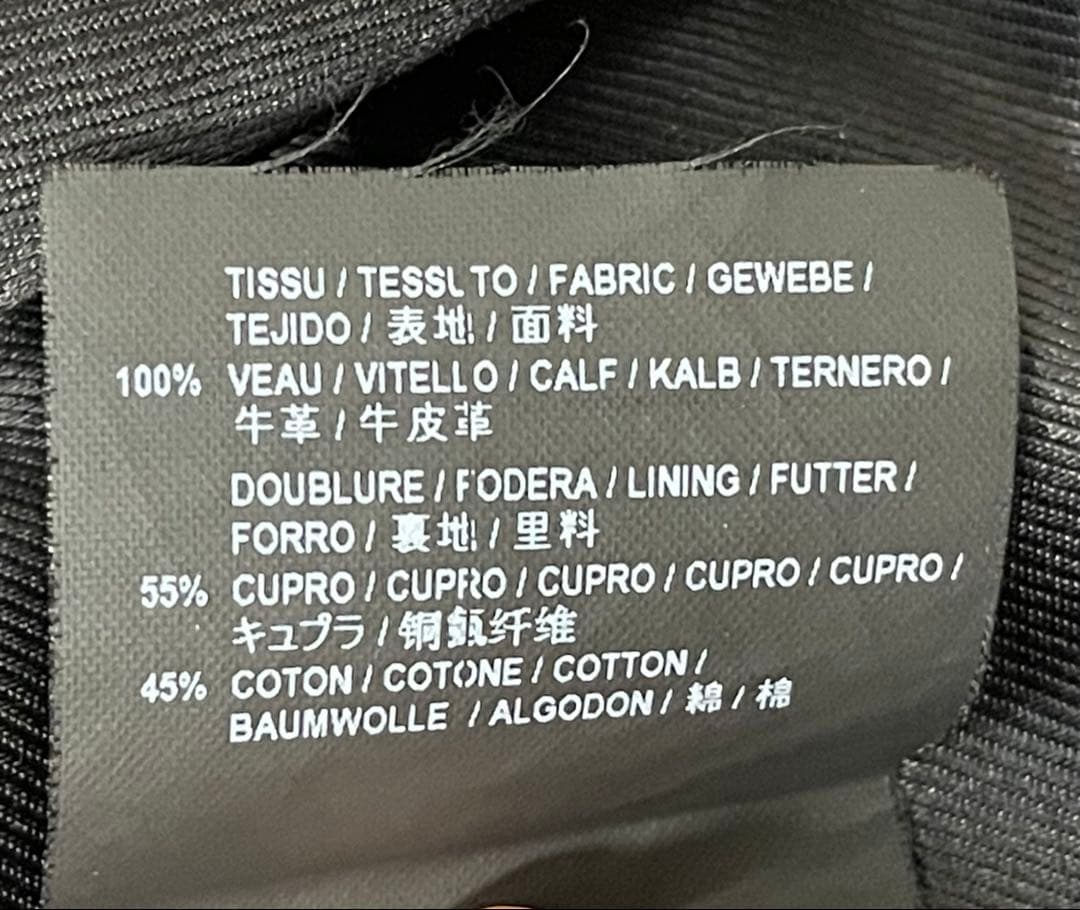 TISSU / TESSUTO / FABRIC / GEWEBE /
TEJIDO / 表地 / 面料
100% VEAU / VITELLO / CALF / KALB / TERNERO /
牛革 / 牛皮革
DOUBLURE / FODERA / LINING / FUTTER /
FORRO / 裏地 / 里料
55% CUPRO / CUPRO / CUPRO / CUPRO / CUPRO /
キュプラ / 铜氨纤维
45% COTON / COTONE / COTTON /
BAUMWOLLE / ALGODON / 綿 / 棉